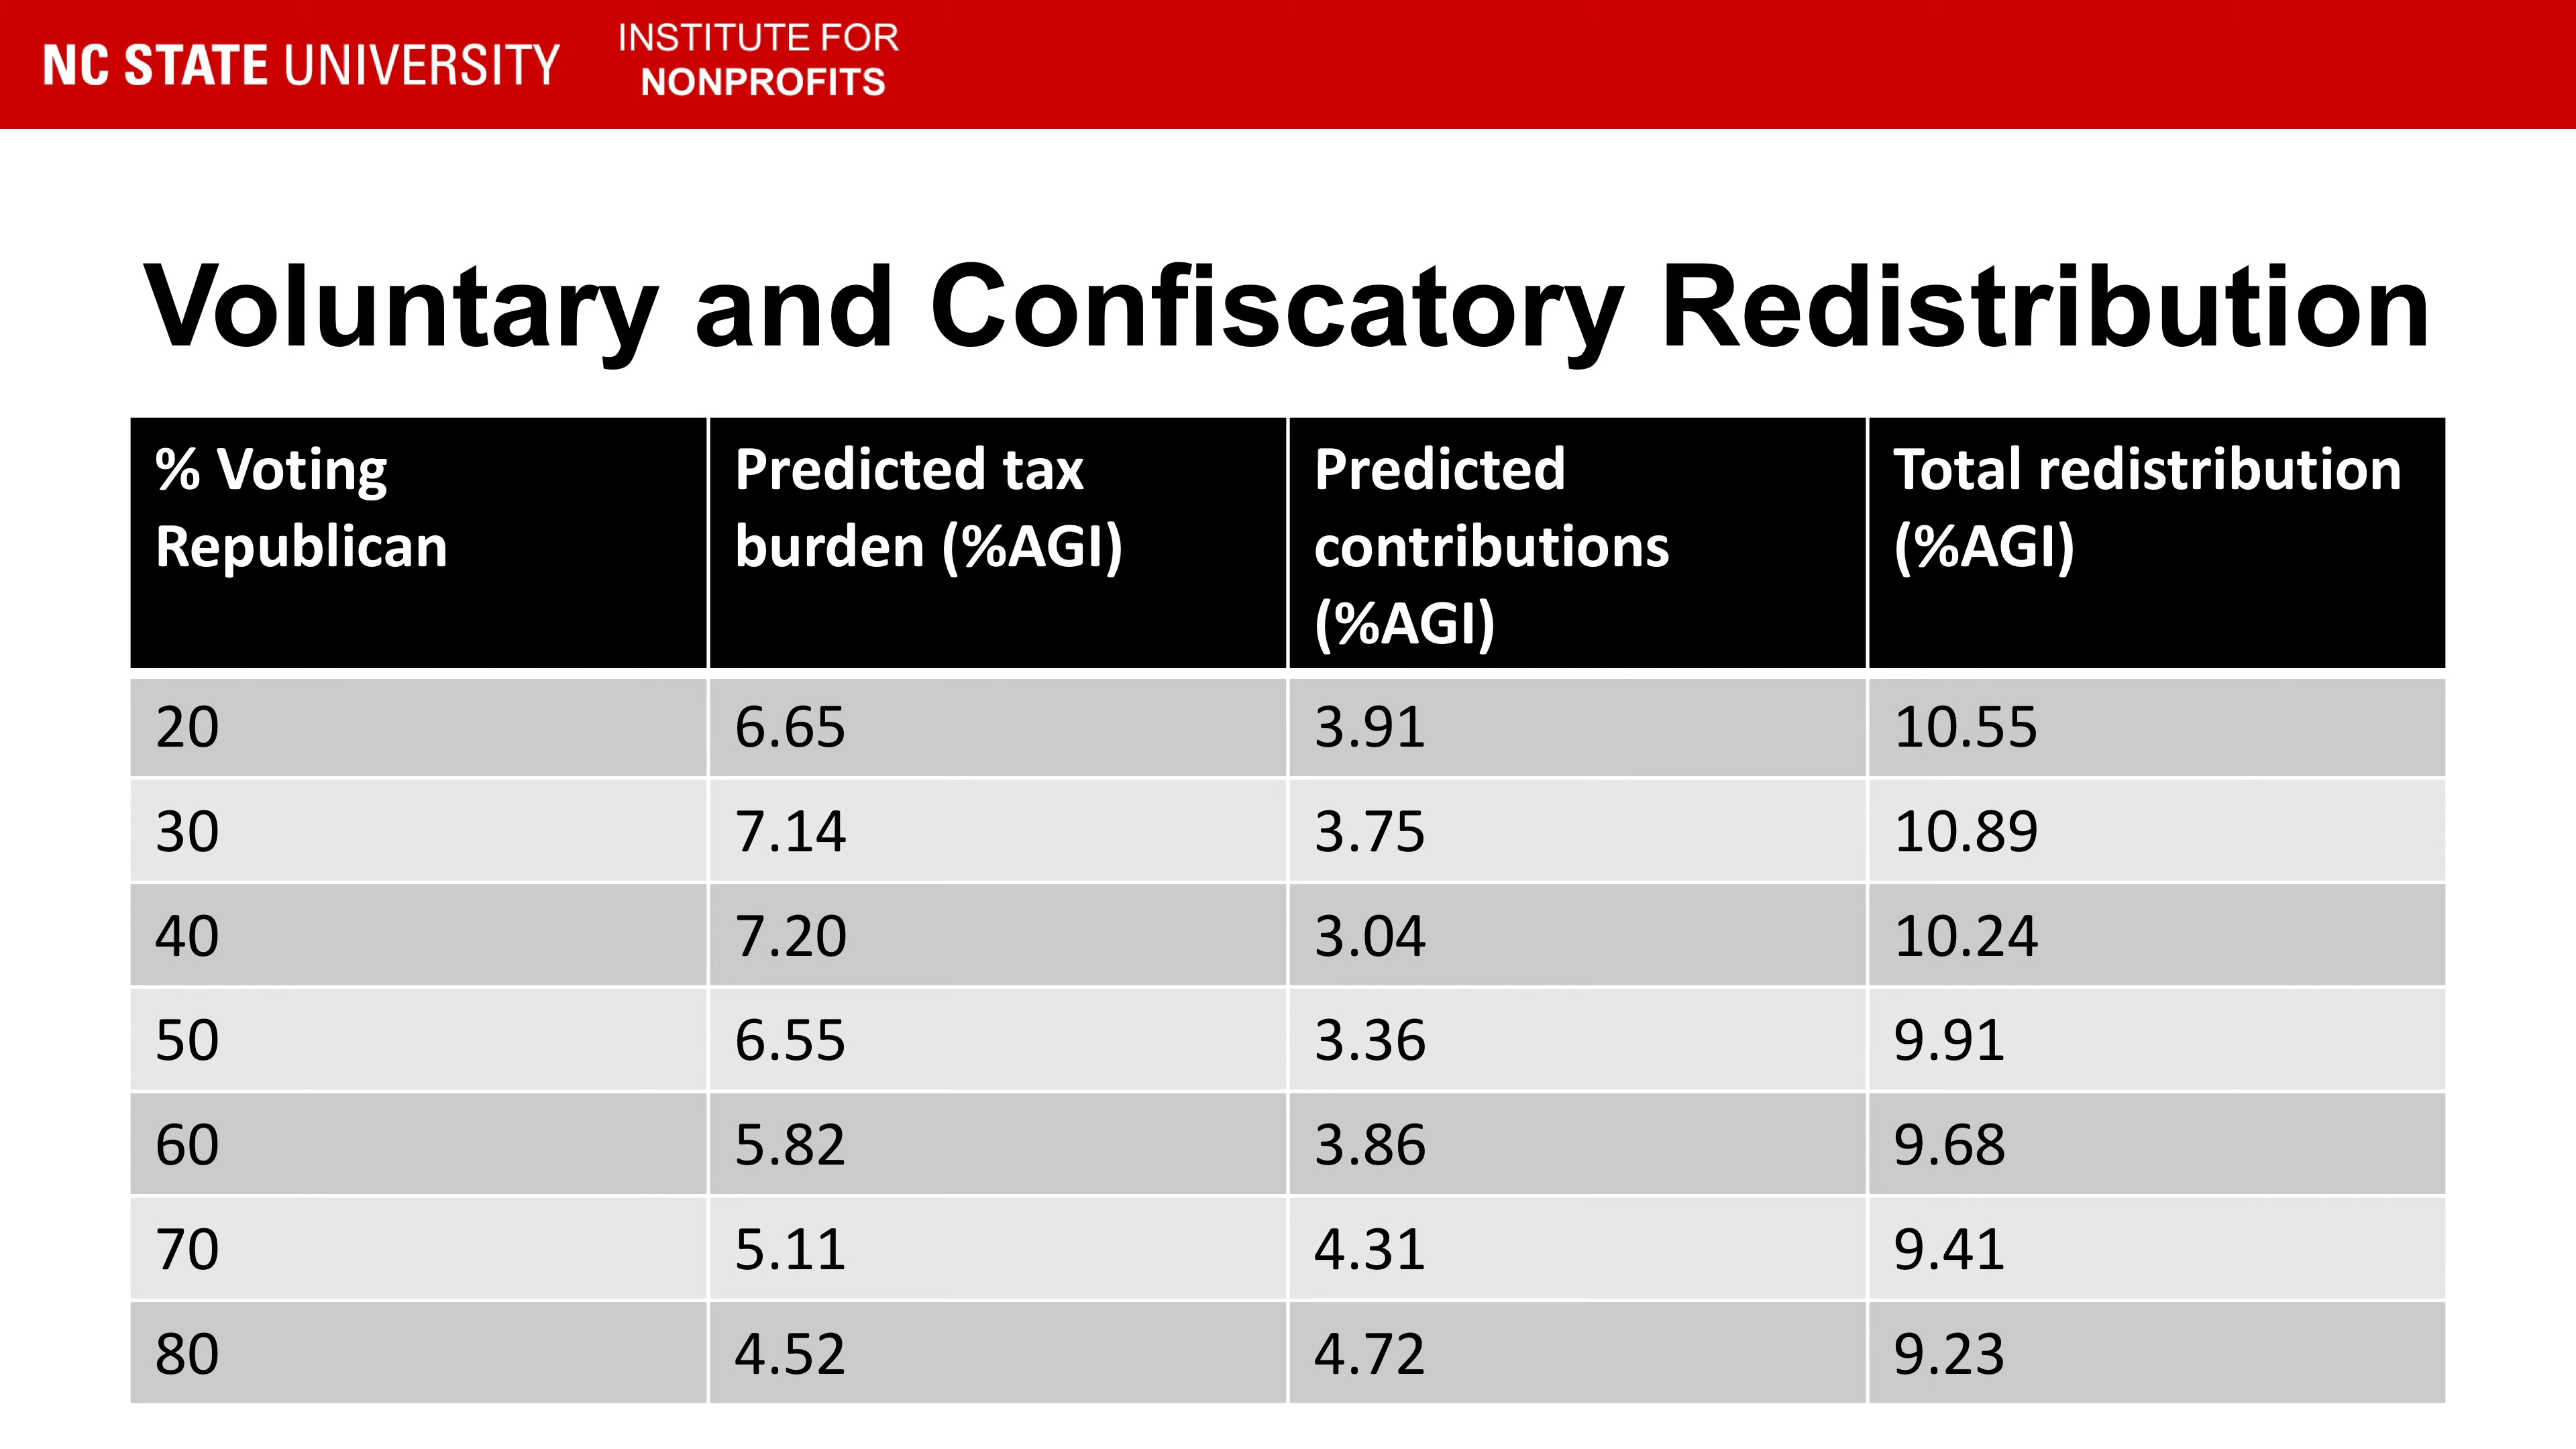 NC STATE UNIVERSITY
INSTITUTE FOR
NONPROFITS
Voluntary and Confiscatory Redistribution
% Voting
Republican
Predicted tax
burden (%AGI)
Predicted
contributions
(%AGI)
Total redistribution
(%AGI)
20 6.65 3.91 10.55
30 7.14 3.75 10.89
40 7.20 3.04 10.24
50 6.55 3.36 9.91
60 5.82 3.86 9.68
70 5.11 4.31 9.41
80 4.52 4.72 9.23